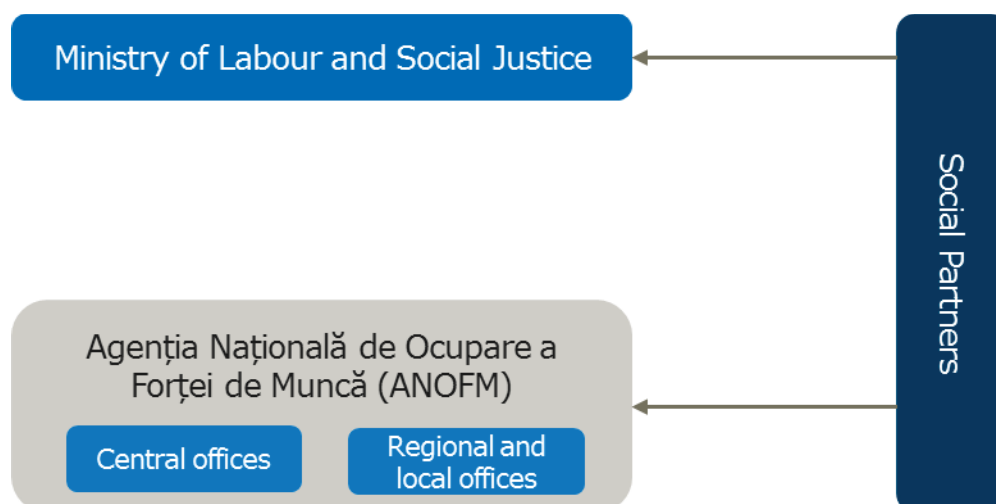 Ministry of Labour and Social Justice
Social Partners
Agenția Națională de Ocupare a
Forței de Muncă (ANOFM)
Central offices
Regional and
local offices